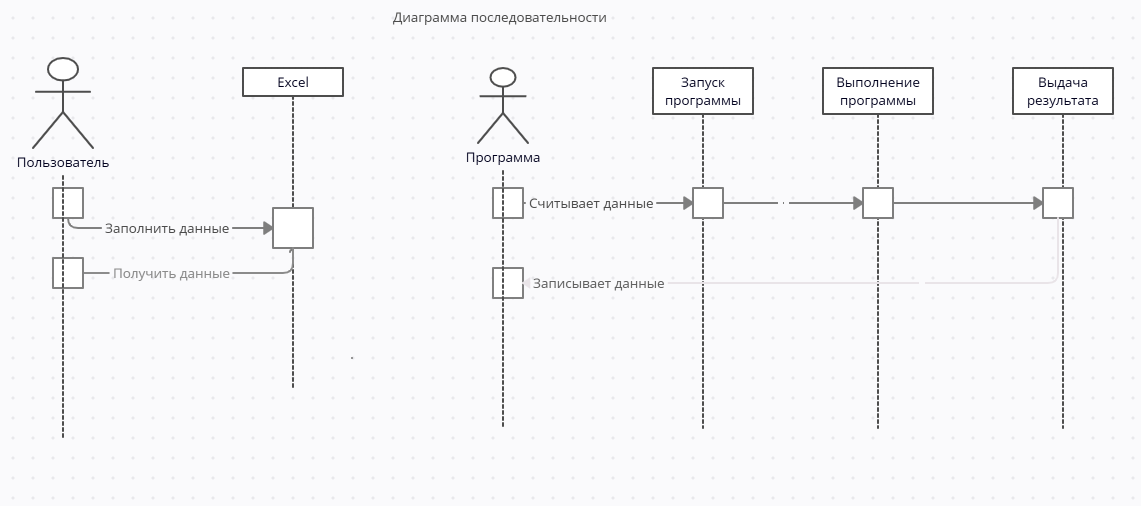 Диаграмма последовательности
Excel
Запуск
программы
Выполнение
программы
Выдача
результата
Пользователь
Программа
Считывает данные
Заполнить данные
Получить данные
Записывает данные